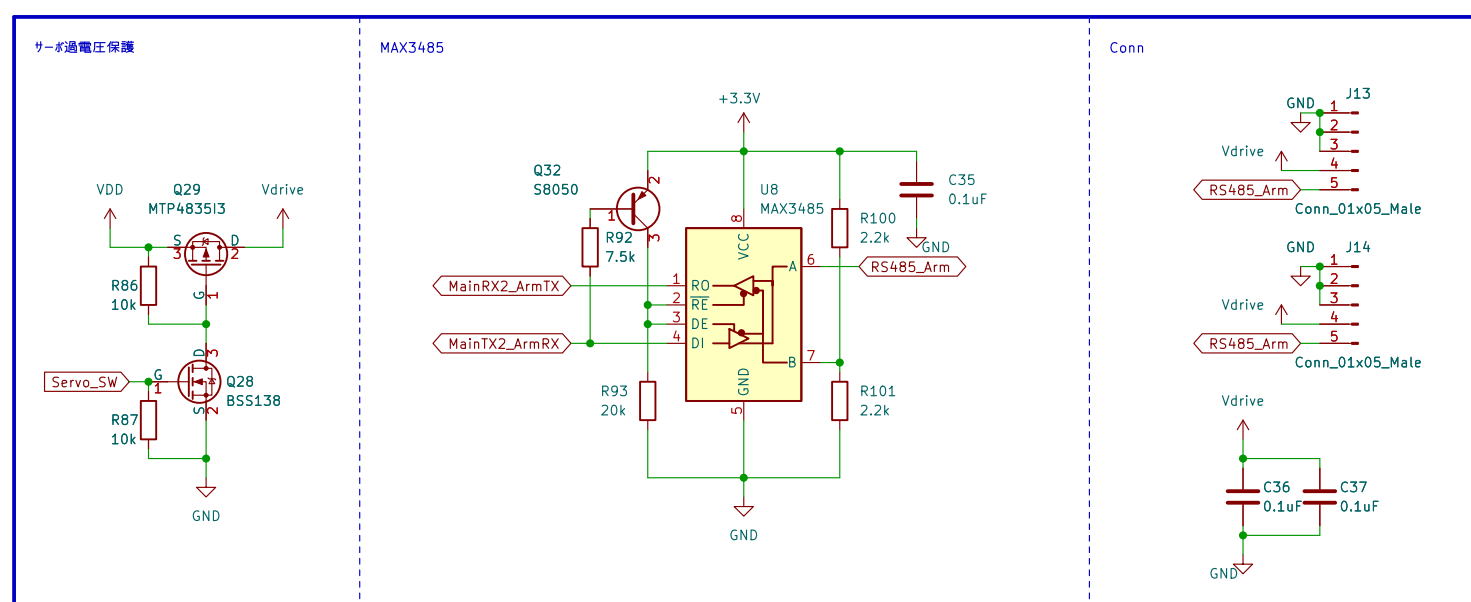 サーボ過電圧保護
VDD
Q29
MTP4835I3
Vdrive
S
3
D
2
G
1
R86
10k
Servo_SW
G
1
D
3
S
2
Q28
BSS138
R87
10k
GND
MAX3485
+3.3V
Q32
S8050
2
1
3
R92
7.5k
U8
MAX3485
C35
0.1uF
GND
R100
2.2k
8
VCC
MainRX2_ArmTX
1
RO
2
RE
3
DE
MainTX2_ArmRX
4
DI
A
6
RS485_Arm
B
7
GND
5
R93
20k
R101
2.2k
GND
Conn
J13
GND
1
2
3
Vdrive
4
RS485_Arm
5
Conn_01x05_Male
J14
GND
1
2
3
Vdrive
4
RS485_Arm
5
Conn_01x05_Male
Vdrive
C36
0.1uF
C37
0.1uF
GND